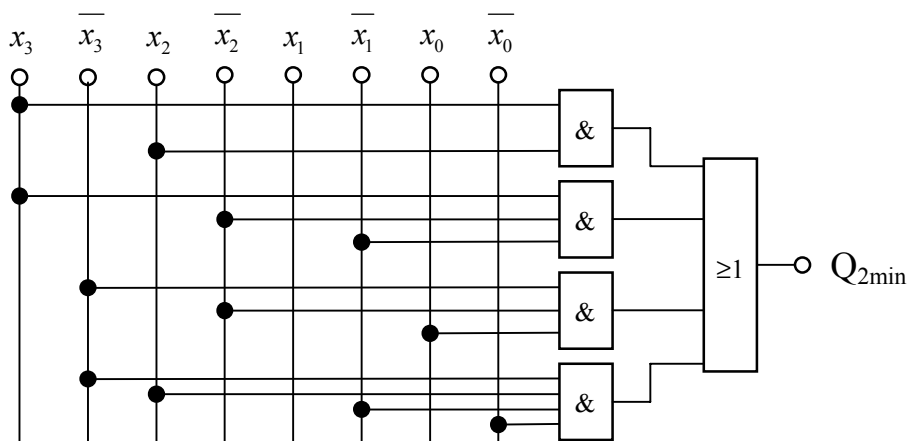 x₃ x̅₃ x₂ x̅₂ x₁ x̅₁ x₀ x̅₀
&
&
≥1 Q₂min
&
&